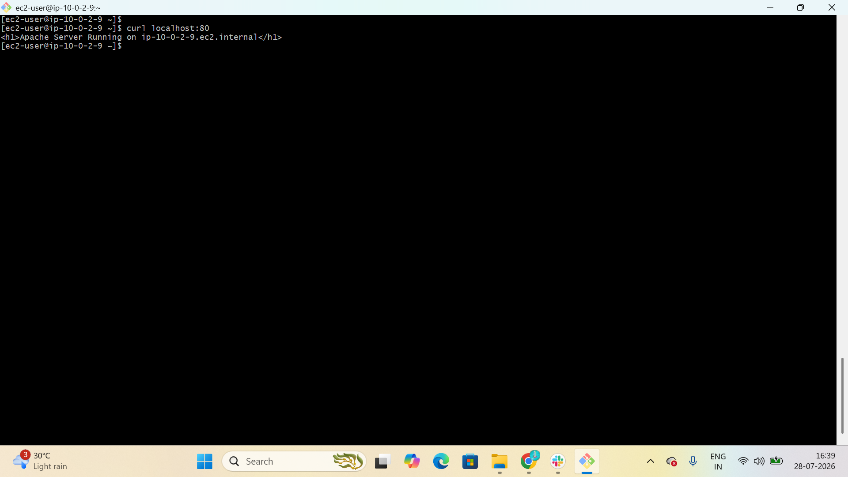 ec2-user@ip-10-0-2-9:~
[ec2-user@ip-10-0-2-9 ~]$
[ec2-user@ip-10-0-2-9 ~]$ curl localhost:80
<h1>Apache Server Running on ip-10-0-2-9.ec2.internal</h1>
[ec2-user@ip-10-0-2-9 ~]$
3
30°C
Light rain
Search
3
ENG
IN
16:39
28-07-2026